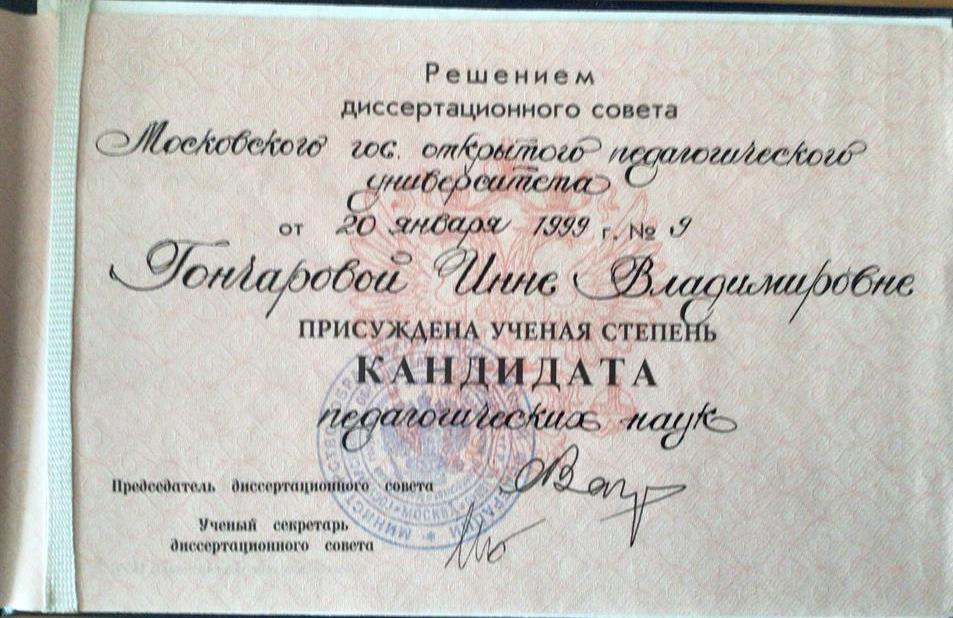 Решением
диссертационного совета
Московского гос. открытого педагогического
университета
от 20 января 1999 г. № 9
Гончаровой Инне Владимировне
ПРИСУЖДЕНА УЧЕНАЯ СТЕПЕНЬ
КАНДИДАТА
педагогических наук
Председатель диссертационного совета
Ученый секретарь
диссертационного совета
МОСКВА